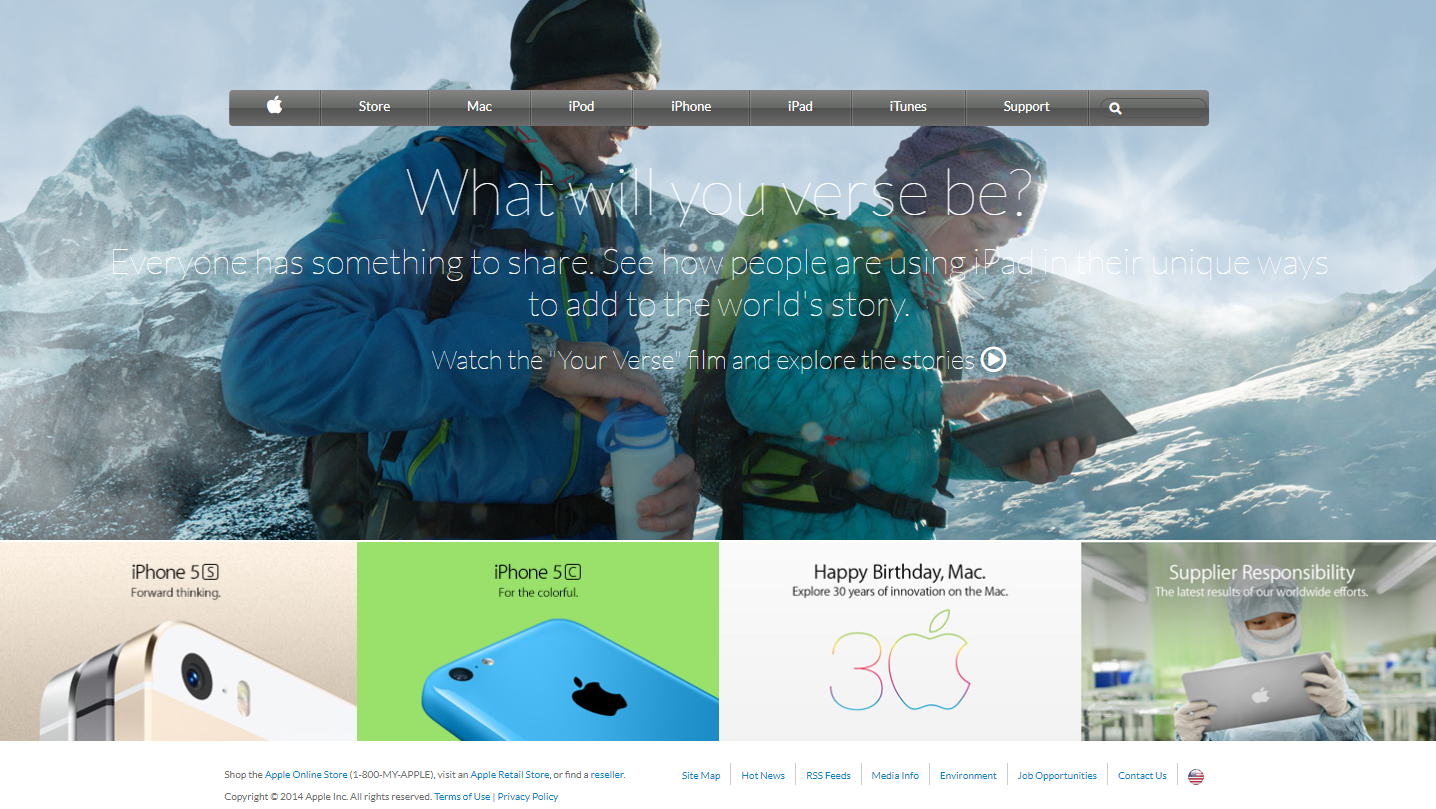 Store Mac iPod iPhone iPad iTunes Support
What will you verse be?
Everyone has something to share. See how people are using iPad in their unique ways
to add to the world's story.
Watch the "Your Verse" film and explore the stories
iPhone 5S
Forward thinking.
iPhone 5C
For the colorful.
Happy Birthday, Mac.
Explore 30 years of innovation on the Mac.
30
Supplier Responsibility
The latest results of our worldwide efforts.
Shop the Apple Online Store (1-800-MY-APPLE), visit an Apple Retail Store, or find a reseller.
Site Map Hot News RSS Feeds Media Info Environment Job Opportunities Contact Us
Copyright © 2014 Apple Inc. All rights reserved. Terms of Use | Privacy Policy